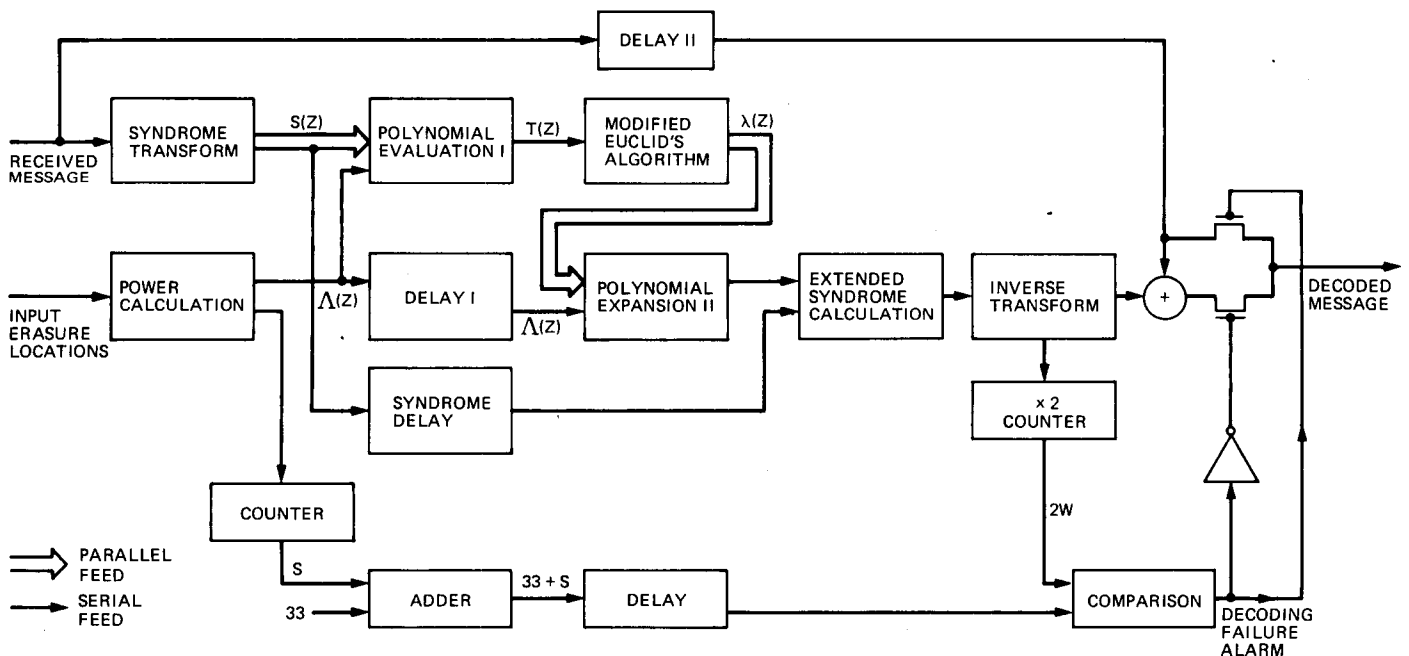 DELAY II
SYNDROME
TRANSFORM
S(Z)
POLYNOMIAL
EVALUATION I
T(Z)
MODIFIED
EUCLID'S
ALGORITHM
λ(Z)
RECEIVED
MESSAGE
POWER
CALCULATION
Λ(Z)
DELAY I
Λ(Z)
POLYNOMIAL
EXPANSION II
EXTENDED
SYNDROME
CALCULATION
INVERSE
TRANSFORM
+
DECODED
MESSAGE
INPUT
ERASURE
LOCATIONS
SYNDROME
DELAY
x 2
COUNTER
COUNTER
2W
PARALLEL
FEED
SERIAL
FEED
S
33
ADDER
33 + S
DELAY
COMPARISON
DECODING
FAILURE
ALARM